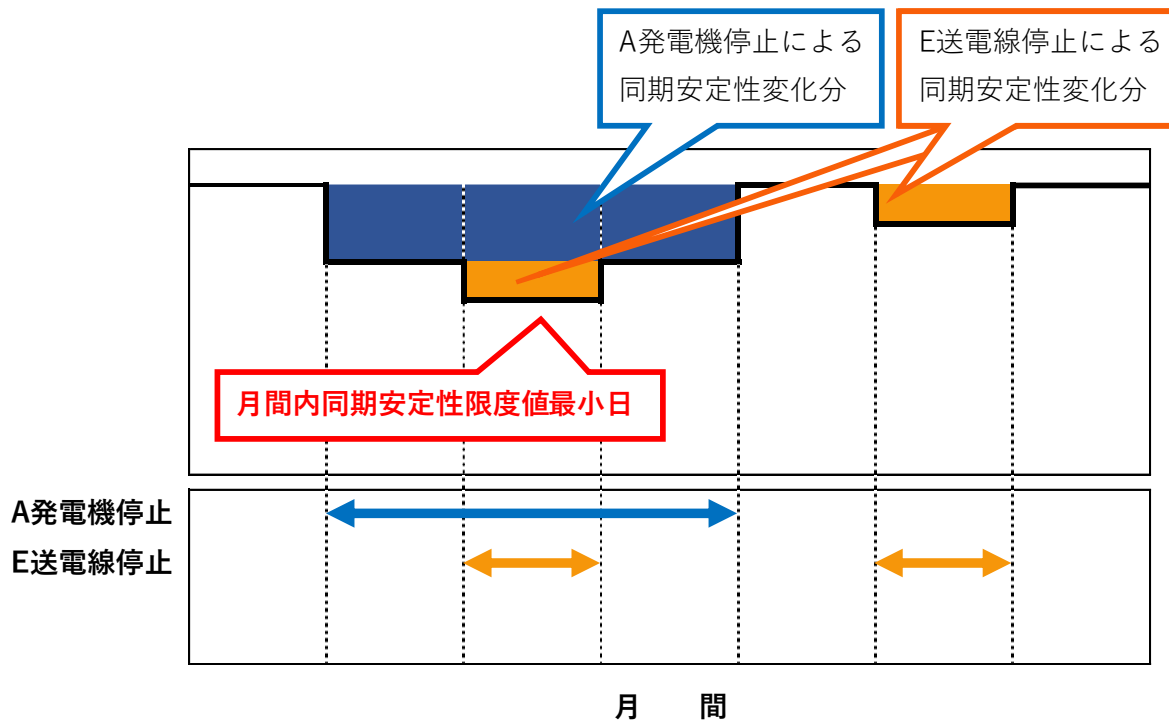 A発電機停止による
同期安定性変化分
E送電線停止による
同期安定性変化分
月間内同期安定性限度値最小日
A発電機停止
E送電線停止
月　間